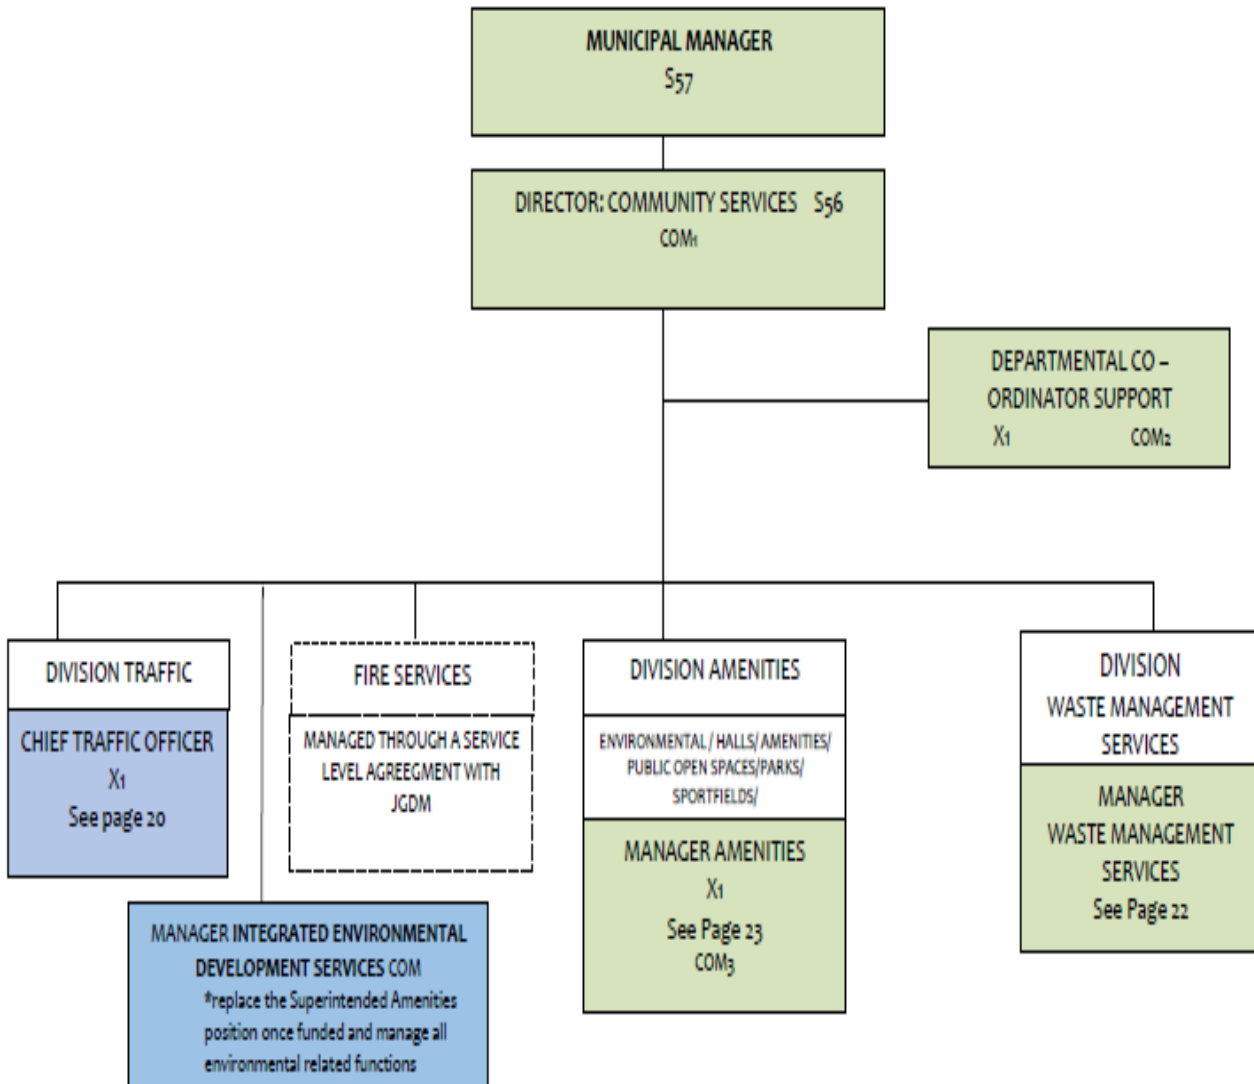 MUNICIPAL MANAGER
S57
DIRECTOR: COMMUNITY SERVICES S56
COM1
DEPARTMENTAL CO –
ORDINATOR SUPPORT
X1 COM2
DIVISION TRAFFIC
CHIEF TRAFFIC OFFICER
X1
See page 20
FIRE SERVICES
MANAGED THROUGH A SERVICE
LEVEL AGREEGMENT WITH
JGDM
DIVISION AMENITIES
ENVIRONMENTAL / HALLS/ AMENITIES/
PUBLIC OPEN SPACES/PARKS/
SPORTFIELDS/
MANAGER AMENITIES
X1
See Page 23
COM3
DIVISION
WASTE MANAGEMENT
SERVICES
MANAGER
WASTE MANAGEMENT
SERVICES
See Page 22
MANAGER INTEGRATED ENVIRONMENTAL
DEVELOPMENT SERVICES COM
*replace the Superintended Amenities
position once funded and manage all
environmental related functions